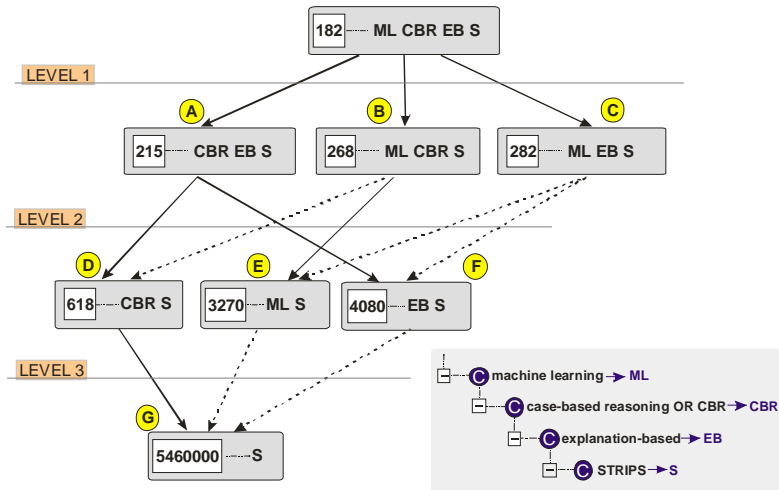 182 ML CBR EB S
LEVEL 1
A
B
C
215 CBR EB S
268 ML CBR S
282 ML EB S
LEVEL 2
D
E
F
618 CBR S
3270 ML S
4080 EB S
LEVEL 3
G
5460000 S
C machine learning ML
C case-based reasoning OR CBR CBR
C explanation-based EB
C STRIPS S